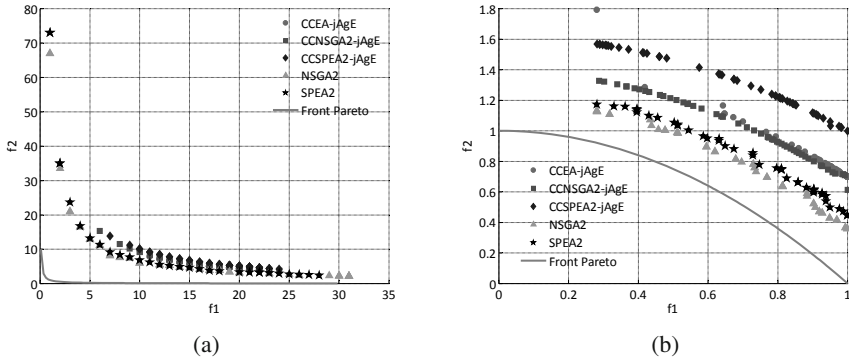 80
70
60
50
40
30
20
10
0
f2
0 5 10 15 20 25 30 35
f1
CCEA-jAgE
CCNSGA2-jAgE
CCSPEA2-jAgE
NSGA2
SPEA2
Front Pareto
(a)
2
1.8
1.6
1.4
1.2
1
0.8
0.6
0.4
0.2
0
f2
0 0.2 0.4 0.6 0.8 1
f1
CCEA-jAgE
CCNSGA2-jAgE
CCSPEA2-jAgE
NSGA2
SPEA2
Front Pareto
(b)